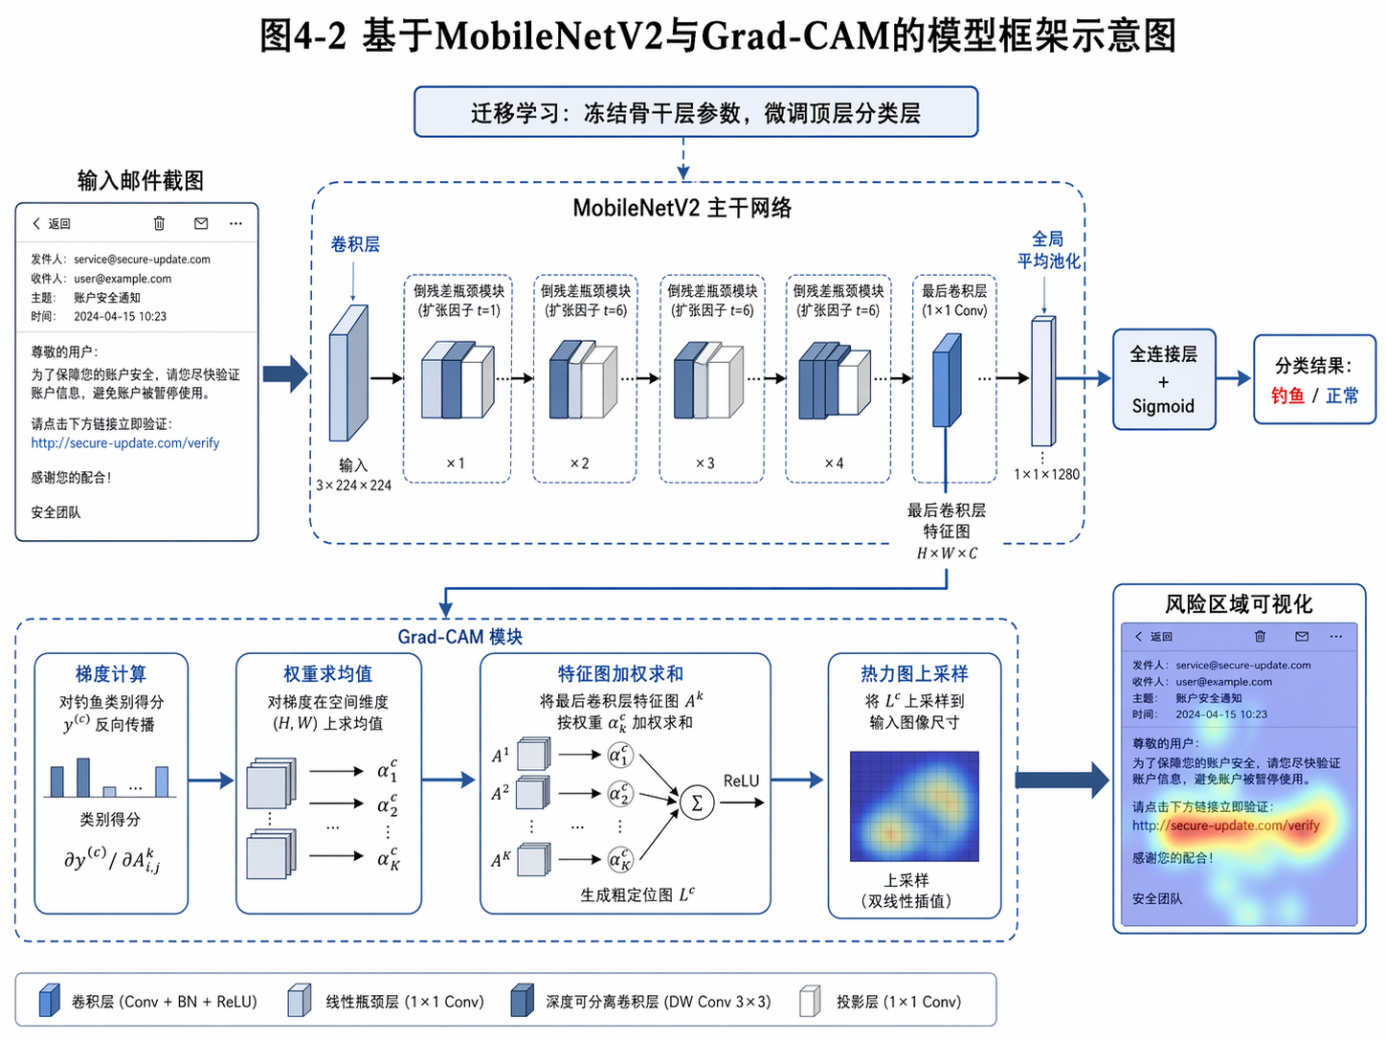 图4-2 基于MobileNetV2与Grad-CAM的模型框架示意图
迁移学习：冻结骨干层参数，微调顶层分类层
输入邮件截图
返回
发件人： service@secure-update.com
收件人： user@example.com
主题： 账户安全通知
时间： 2024-04-15 10:23
尊敬的用户：
为了保障您的账户安全，请您尽快验证
账户信息，避免账户被暂停使用。
请点击下方链接立即验证：
http://secure-update.com/verify
感谢您的配合！
安全团队
MobileNetV2 主干网络
卷积层
输入
3×224×224
倒残差瓶颈模块
(扩张因子 t=1)
×1
倒残差瓶颈模块
(扩张因子 t=6)
×2
倒残差瓶颈模块
(扩张因子 t=6)
×3
倒残差瓶颈模块
(扩张因子 t=6)
×4
最后卷积层
(1×1 Conv)
最后卷积层
特征图
H×W×C
全局
平均池化
1×1×1280
全连接层
+
Sigmoid
分类结果：
钓鱼 / 正常
Grad-CAM 模块
梯度计算
对钓鱼类别得分
y^(c) 反向传播
...
类别得分
∂y^(c)/ ∂A^k_i,j
权重求均值
对梯度在空间维度
(H, W) 上求均值
α^c_1
α^c_2
⋮ ... ⋮
α^c_K
特征图加权求和
将最后卷积层特征图 A^k
按权重 α^c_k 加权求和
A^1 α^c_1
A^2 α^c_2
⋮ ... ⋮
A^K α^c_K
Σ
ReLU
生成粗定位图 L^c
热力图上采样
将 L^c 上采样到
输入图像尺寸
上采样
（双线性插值）
风险区域可视化
返回
发件人： service@secure-update.com
收件人： user@example.com
主题： 账户安全通知
时间： 2024-04-15 10:23
尊敬的用户：
为了保障您的账户安全，请您尽快验证
账户信息，避免账户被暂停使用。
请点击下方链接立即验证：
http://secure-update.com/verify
感谢您的配合！
安全团队
卷积层 (Conv + BN + ReLU)
线性瓶颈层 (1×1 Conv)
深度可分离卷积层 (DW Conv 3×3)
投影层 (1×1 Conv)